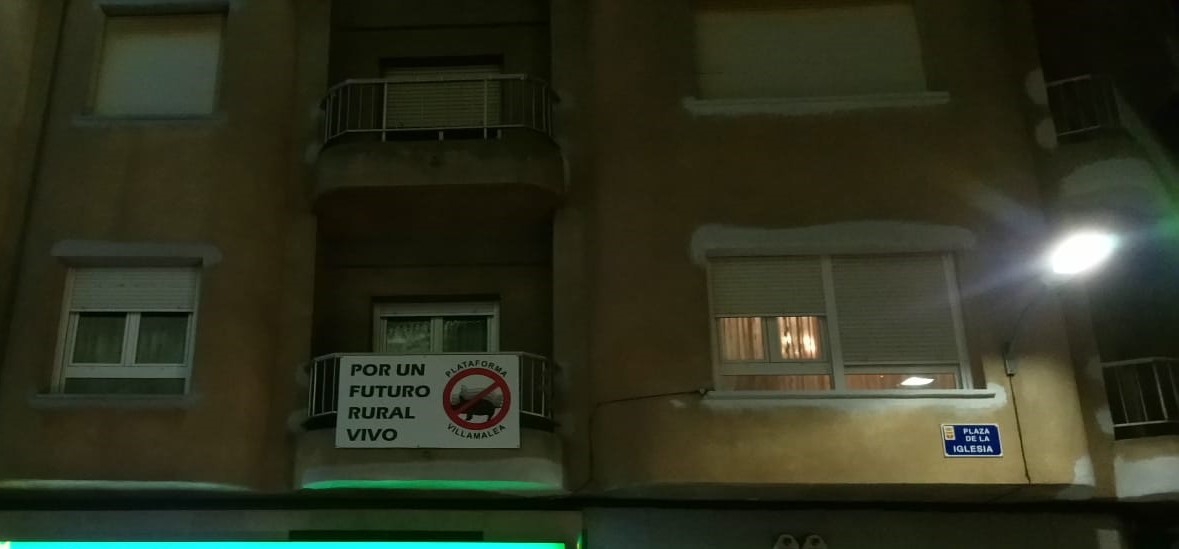 POR UN
FUTURO
RURAL
VIVO
PLATAFORMA
VILLAMALEA
PLAZA
DE LA
IGLESIA